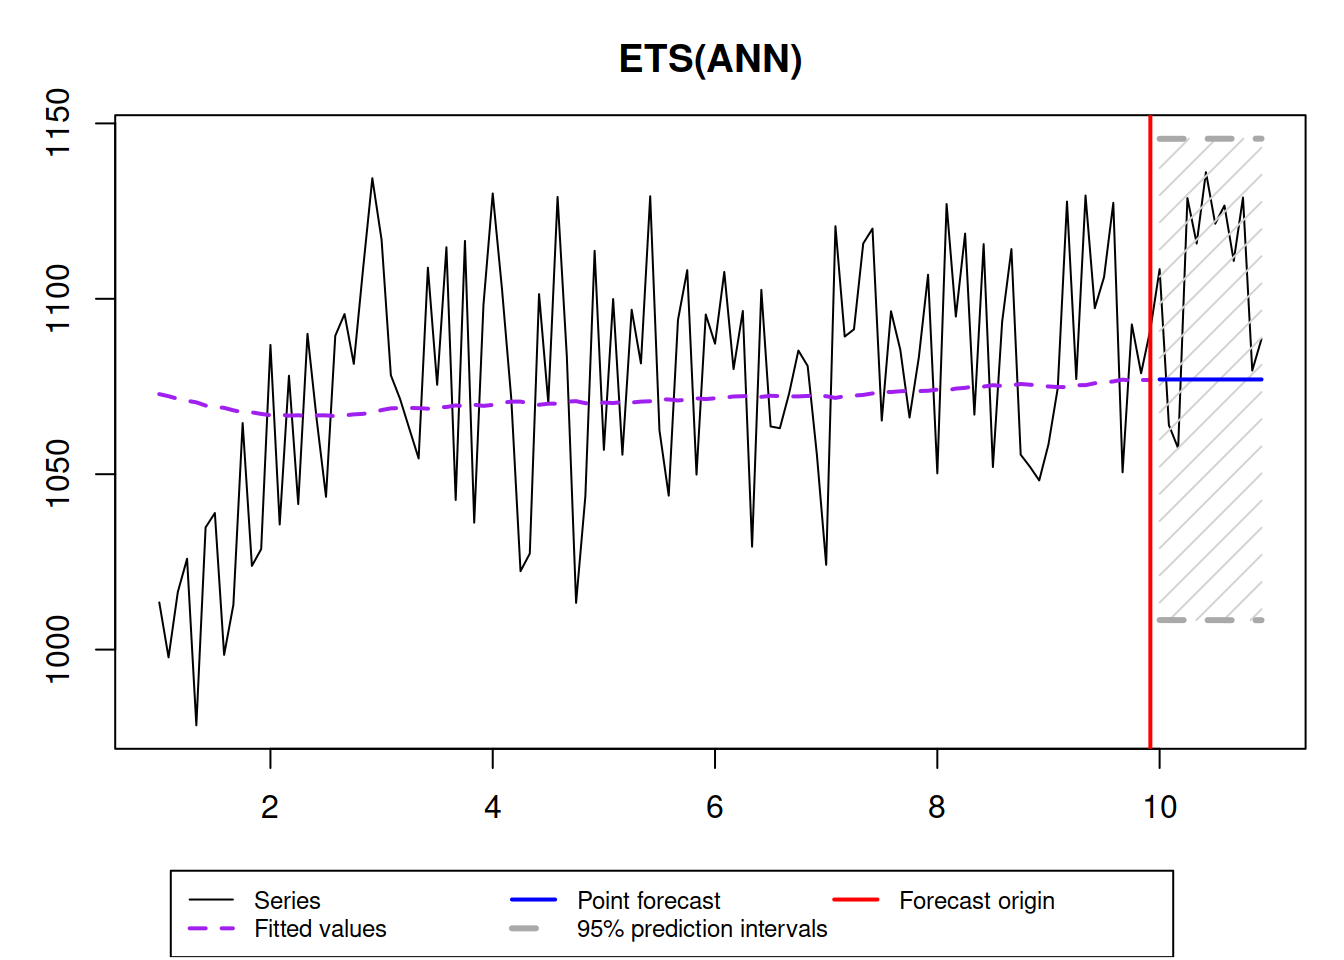 ETS(ANN)
1150
1100
1050
1000
2 4 6 8 10
Series Point forecast Forecast origin
Fitted values 95% prediction intervals